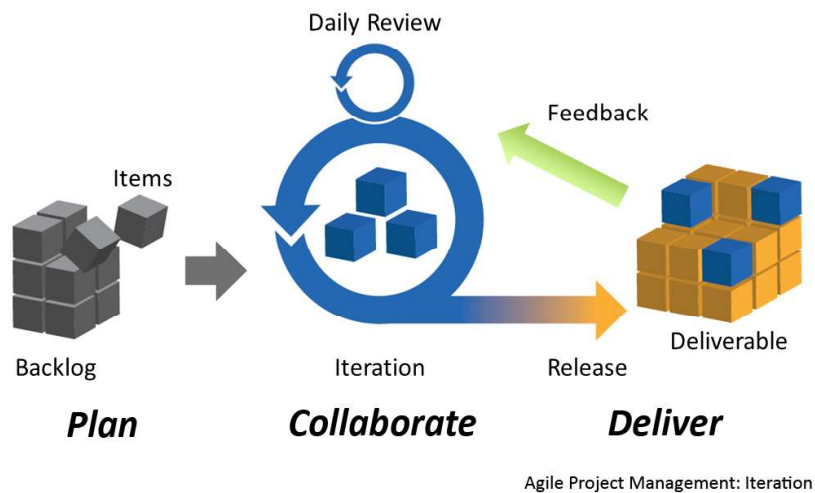 Daily Review
Feedback
Items
Deliverable
Backlog
Iteration
Release
Plan
Collaborate
Deliver
Agile Project Management: Iteration